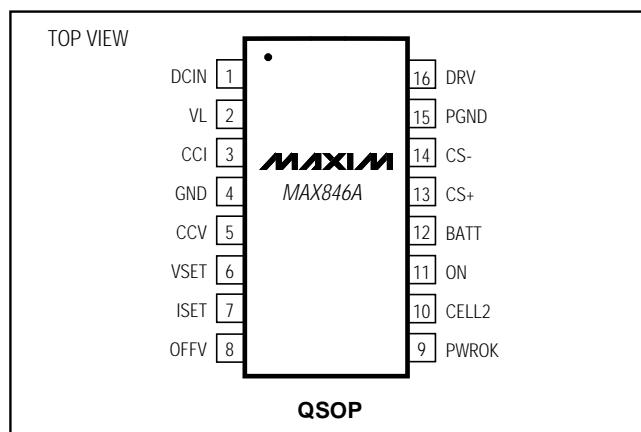 TOP VIEW
DCIN 1
VL 2
CCI 3
GND 4
CCV 5
VSET 6
ISET 7
OFFV 8
MAXIM
MAX846A
16 DRV
15 PGND
14 CS-
13 CS+
12 BATT
11 ON
10 CELL2
9 PWROK
QSOP